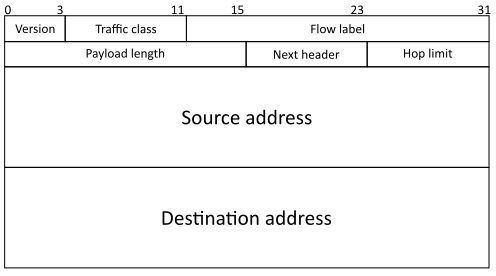 0 3 11 15 23 31
Version Traffic class Flow label
Payload length Next header Hop limit
Source address
Destination address